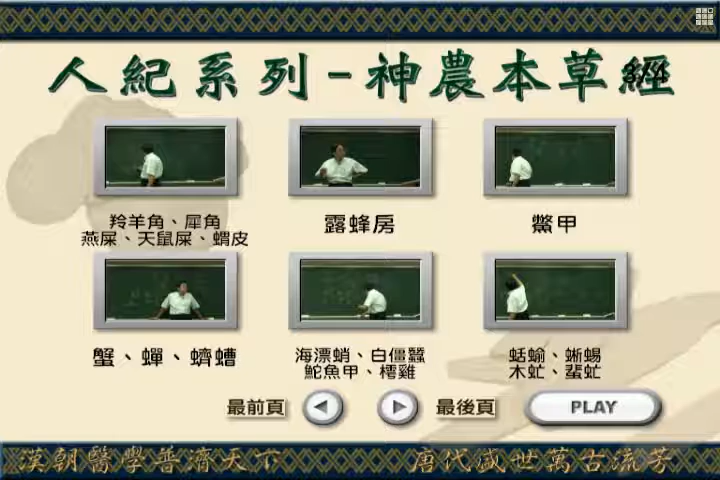 人紀系列-神農本草經
羚羊角、犀角
燕屎、天鼠屎、蝟皮
露蜂房
鱉甲
蟹、蟬、蠐螬
海漂蛸、白僵蠶
鮀魚甲、樗雞
蛞蝓、蜥蜴
木虻、蜚虻
最前頁
最後頁
PLAY
漢朝醫學普濟天下
唐代盛世萬古流芳